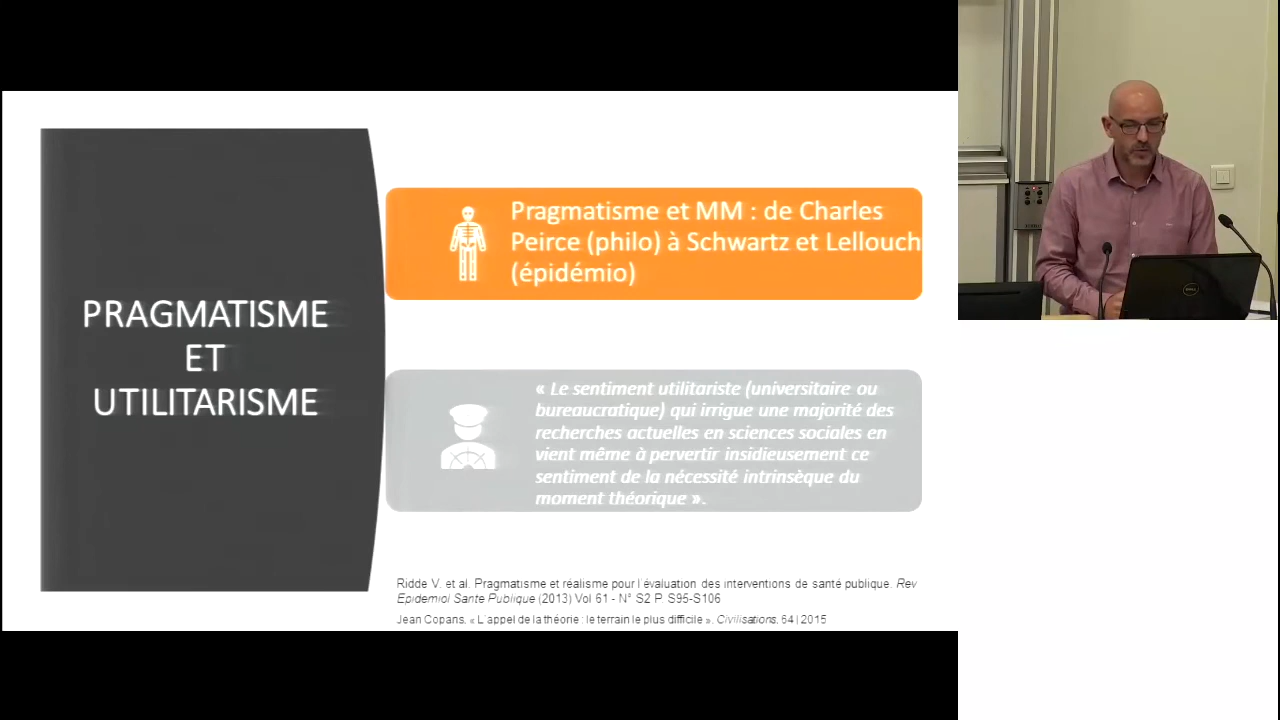 PRAGMATISME
ET
UTILITARISME
Pragmatisme et MM : de Charles
Peirce (philo) à Schwartz et Lellouch
(épidémio)
« Le sentiment utilitariste (universitaire ou
bureaucratique) qui irrigue une majorité des
recherches actuelles en sciences sociales en
vient même à pervertir insidieusement ce
sentiment de la nécessité intrinsèque du
moment théorique ».
Ridde V. et al. Pragmatisme et réalisme pour l'évaluation des interventions de santé publique. Rev
Epidemiol Sante Publique (2013) Vol 61 - N° S2 P. S95-S106
Jean Copans, « L'appel de la théorie : le terrain le plus difficile ». Civilisations, 64 | 2015
DELL